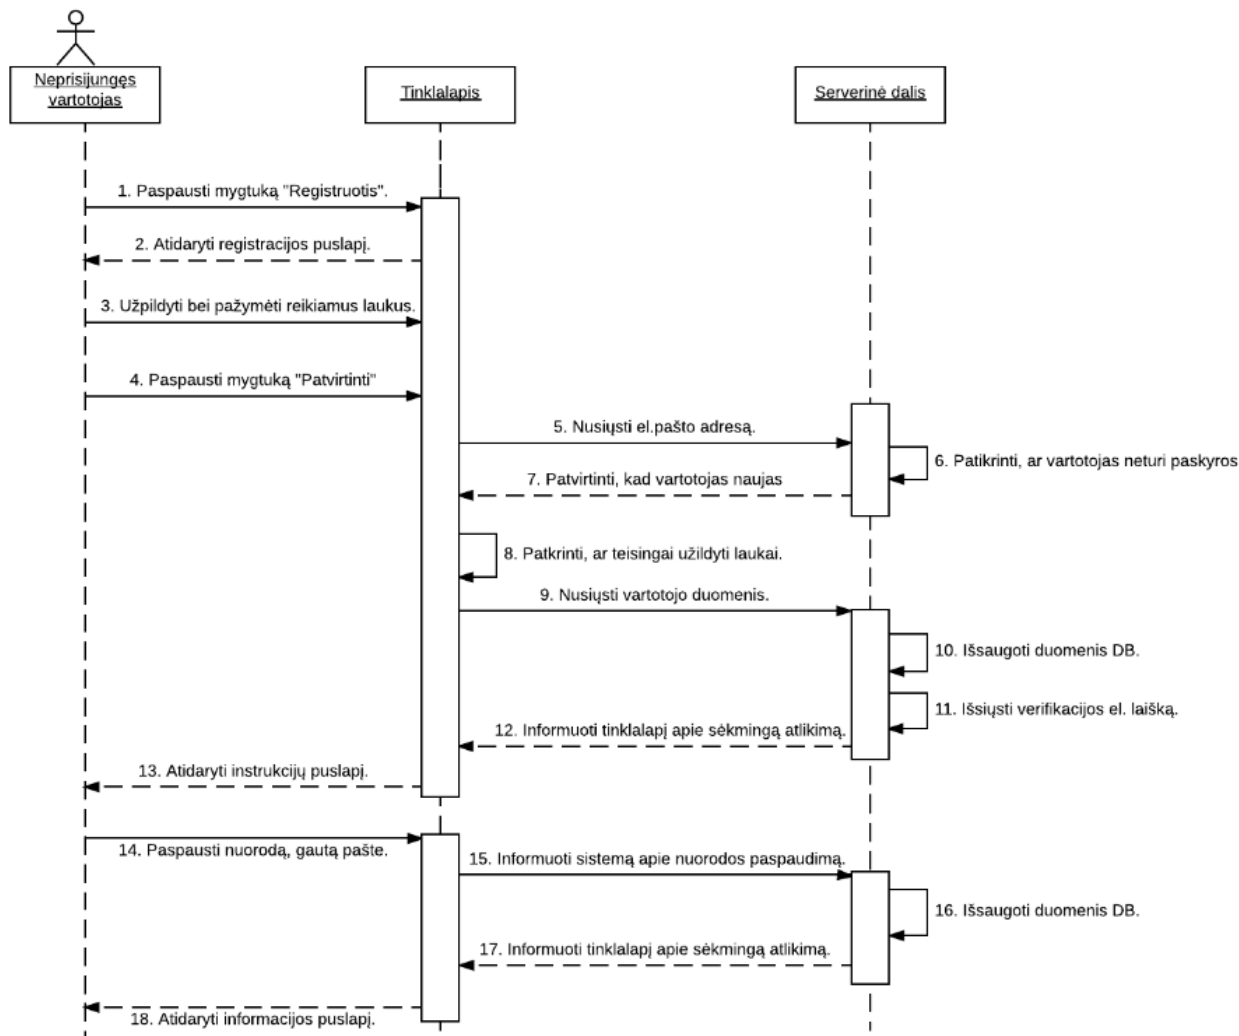 Neprisijungęs
vartotojas
Tinklalapis
Serverinė dalis
1. Paspausti mygtuką "Registruotis".
2. Atidaryti registracijos puslapį.
3. Užpildyti bei pažymėti reikiamus laukus.
4. Paspausti mygtuką "Patvirtinti"
5. Nusiųsti el.pašto adresą.
6. Patikrinti, ar vartotojas neturi paskyros
7. Patvirtinti, kad vartotojas naujas
8. Patkrinti, ar teisingai užildyti laukai.
9. Nusiųsti vartotojo duomenis.
10. Išsaugoti duomenis DB.
11. Išsiųsti verifikacijos el. laišką.
12. Informuoti tinklalapį apie sėkmingą atlikimą.
13. Atidaryti instrukcijų puslapį.
14. Paspausti nuorodą, gautą pašte.
15. Informuoti sistemą apie nuorodos paspaudimą.
16. Išsaugoti duomenis DB.
17. Informuoti tinklalapį apie sėkmingą atlikimą.
18. Atidaryti informacijos puslapį.